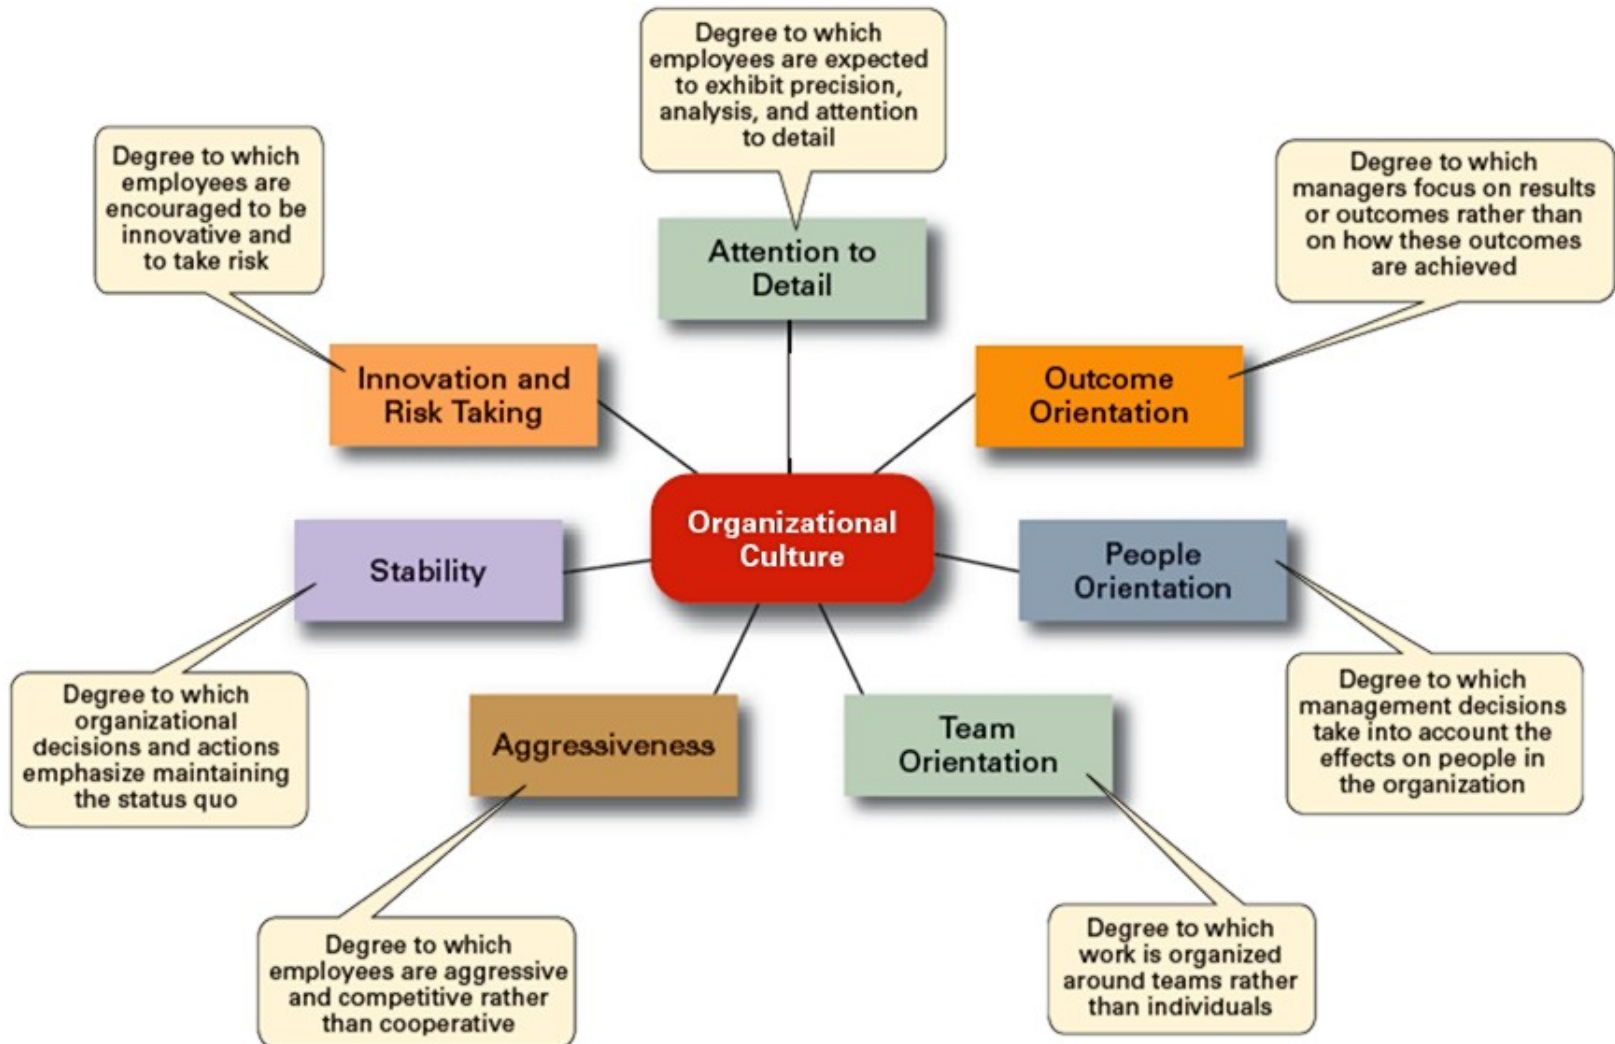 Degree to which
employees are expected
to exhibit precision,
analysis, and attention
to detail
Degree to which
employees are
encouraged to be
innovative and
to take risk
Degree to which
managers focus on results
or outcomes rather than
on how these outcomes
are achieved
Attention to
Detail
Innovation and
Risk Taking
Outcome
Orientation
Organizational
Culture
Stability
People
Orientation
Degree to which
organizational
decisions and actions
emphasize maintaining
the status quo
Aggressiveness
Team
Orientation
Degree to which
management decisions
take into account the
effects on people in
the organization
Degree to which
employees are aggressive
and competitive rather
than cooperative
Degree to which
work is organized
around teams rather
than individuals